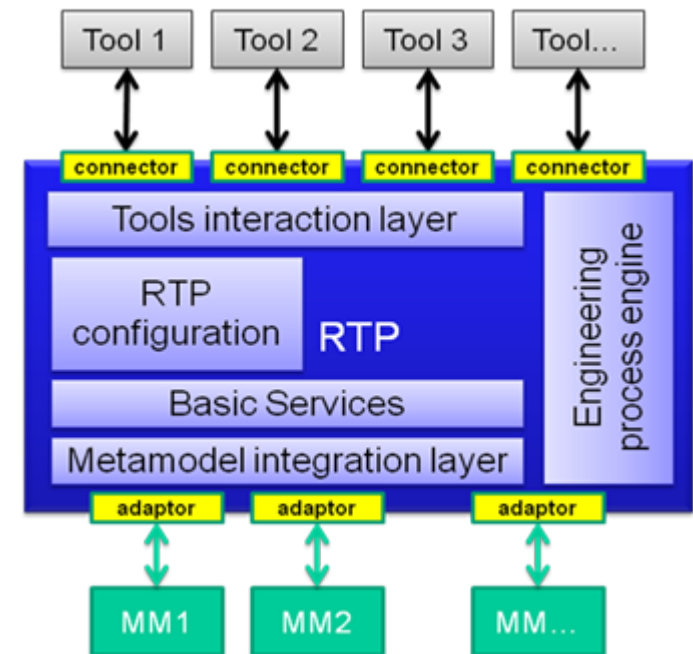 Tool 1 Tool 2 Tool 3 Tool...
connector connector connector connector
Tools interaction layer
RTP
configuration
RTP
Engineering
process engine
Basic Services
Metamodel integration layer
adaptor adaptor adaptor
MM1 MM2 MM...